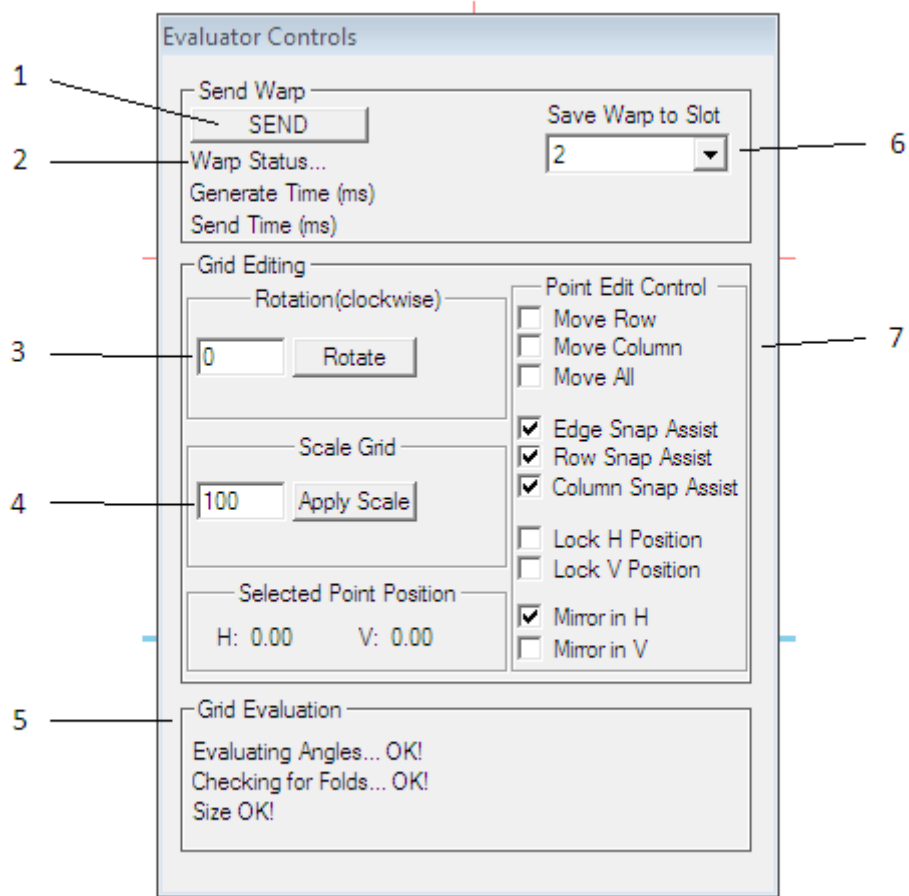 Evaluator Controls
1
Send Warp
SEND
Save Warp to Slot
2
6
2
Warp Status...
Generate Time (ms)
Send Time (ms)
Grid Editing
Rotation(clockwise)
3
0
Rotate
Scale Grid
4
100
Apply Scale
Selected Point Position
H: 0.00 V: 0.00
Point Edit Control
Move Row
7
Move Column
Move All
Edge Snap Assist
Row Snap Assist
Column Snap Assist
Lock H Position
Lock V Position
Mirror in H
Mirror in V
5
Grid Evaluation
Evaluating Angles... OK!
Checking for Folds... OK!
Size OK!